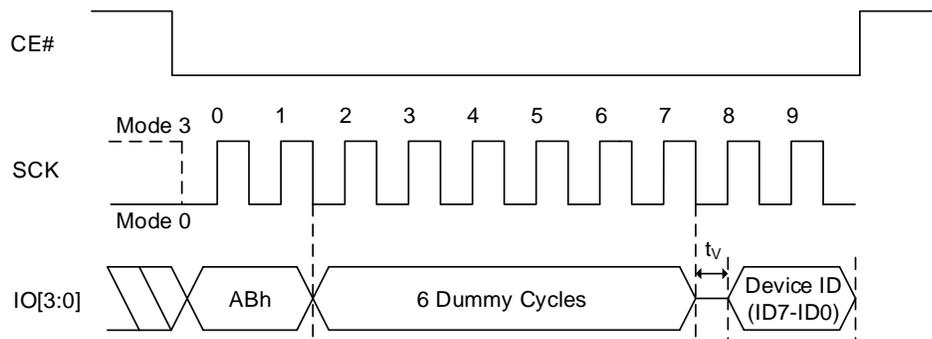 CE#
0 1 2 3 4 5 6 7 8 9
Mode 3
SCK
Mode 0
tV
IO[3:0]
ABh
6 Dummy Cycles
Device ID
(ID7-ID0)